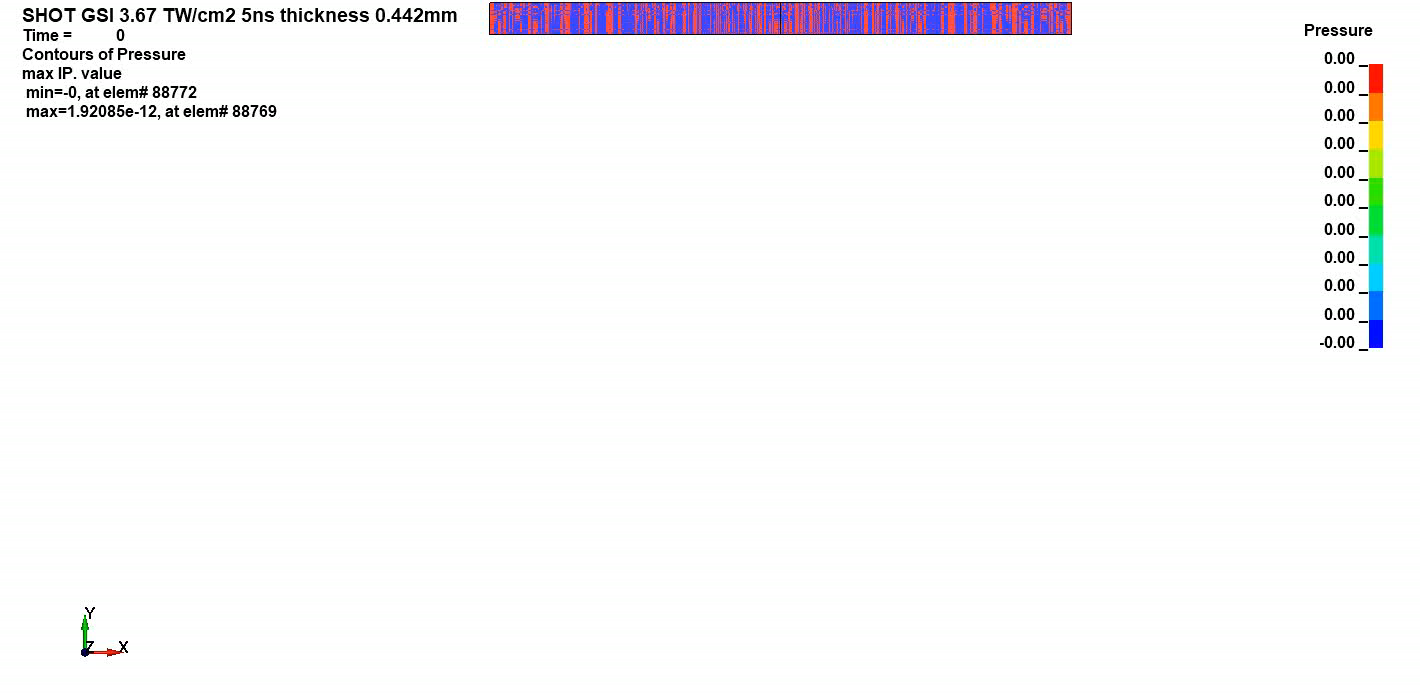 SHOT GSI 3.67 TW/cm2 5ns thickness 0.442mm
Time = 0
Contours of Pressure
max IP. value
min=-0, at elem# 88772
max=1.92085e-12, at elem# 88769
Pressure
0.00
0.00
0.00
0.00
0.00
0.00
0.00
0.00
0.00
0.00
-0.00
Y
Z X